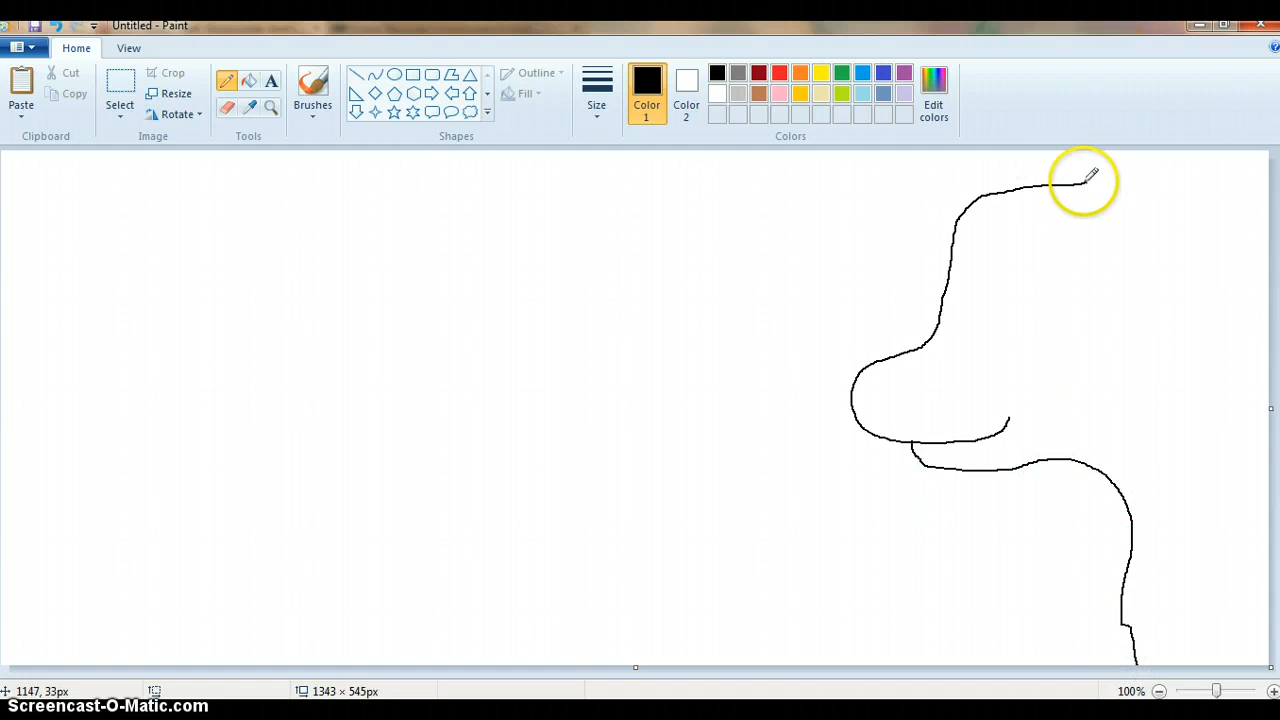 Untitled - Paint
Home View
Cut
Copy
Paste
Clipboard
Select
Crop
Resize
Rotate
Image
A
Tools
Brushes
Outline
Fill
Shapes
Size
Color 1
Color 2
Edit colors
Colors
1147, 33px
1343 × 545px
100%
Screencast-O-Matic.com